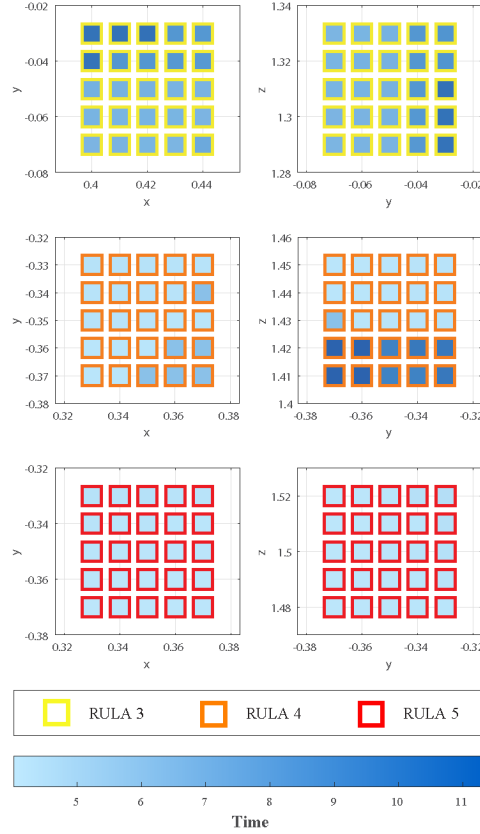 -0.02
-0.04
-0.06
-0.08
y
0.4 0.42 0.44
x
1.34
1.32
1.3
1.28
z
-0.08 -0.06 -0.04 -0.02
y
-0.32
-0.33
-0.34
-0.35
-0.36
-0.37
-0.38
y
0.32 0.34 0.36 0.38
x
1.46
1.45
1.44
1.43
1.42
1.41
1.4
z
-0.38 -0.36 -0.34 -0.32
y
-0.32
-0.34
-0.36
-0.38
y
0.32 0.34 0.36 0.38
x
1.52
1.5
1.48
z
-0.38 -0.36 -0.34 -0.32
y
RULA 3 RULA 4 RULA 5
5 6 7 8 9 10 11
Time